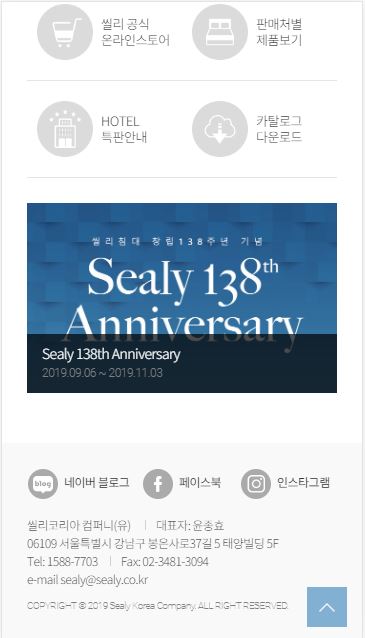 씰리 공식
온라인스토어
판매처별
제품보기
HOTEL
특판안내
카탈로그
다운로드
씰리침대 창립138주년 기념
Sealy 138th
Anniversary
Sealy 138th Anniversary
2019.09.06 ~ 2019.11.03
blog 네이버 블로그
페이스북
인스타그램
씰리코리아 컴퍼니(유) | 대표자: 윤종효
06109 서울특별시 강남구 봉은사로37길 5 태양빌딩 5F
Tel: 1588-7703 | Fax: 02-3481-3094
e-mail sealy@sealy.co.kr
COPYRIGHT © 2019 Sealy Korea Company. ALL RIGHT RESERVED.